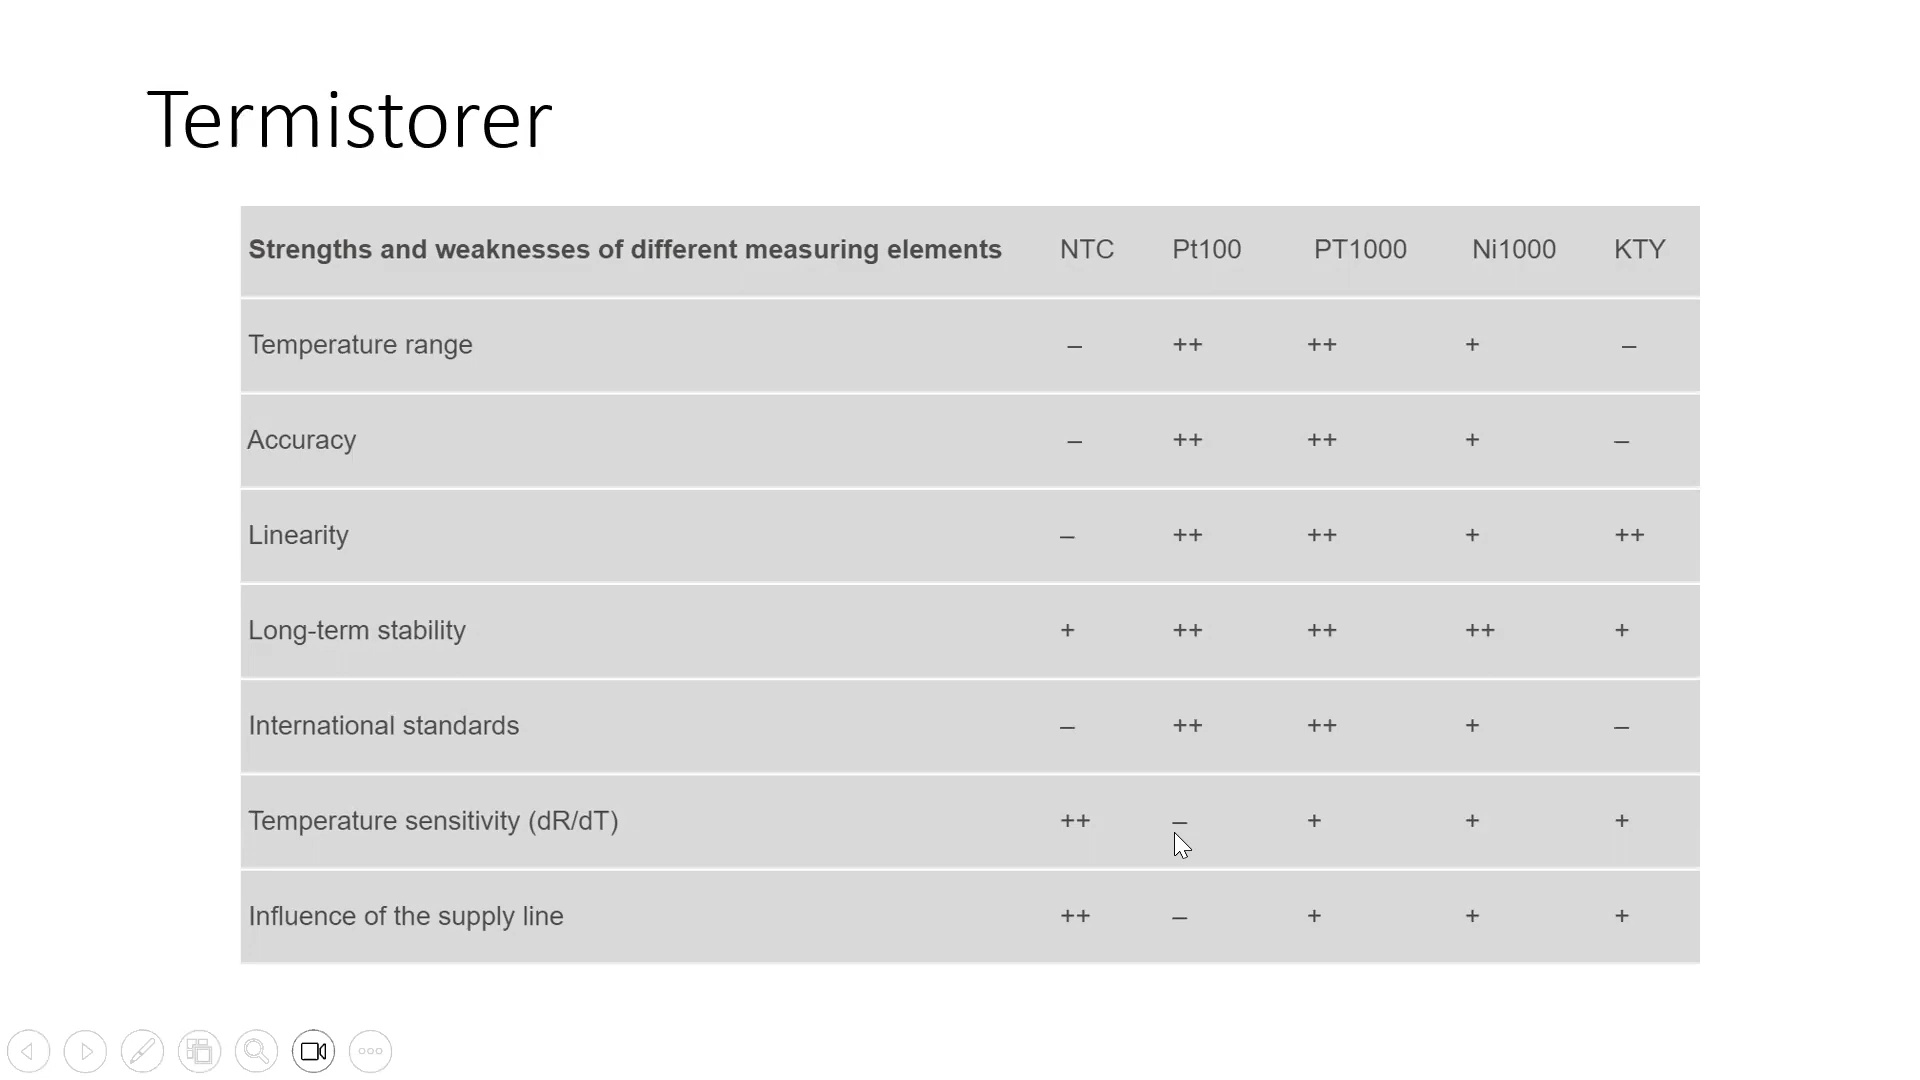 Termistorer
Strengths and weaknesses of different measuring elements NTC Pt100 PT1000 Ni1000 KTY
Temperature range – ++ ++ + –
Accuracy – ++ ++ + –
Linearity – ++ ++ + ++
Long-term stability + ++ ++ ++ +
International standards – ++ ++ + –
Temperature sensitivity (dR/dT) ++ – + + +
Influence of the supply line ++ – + + +